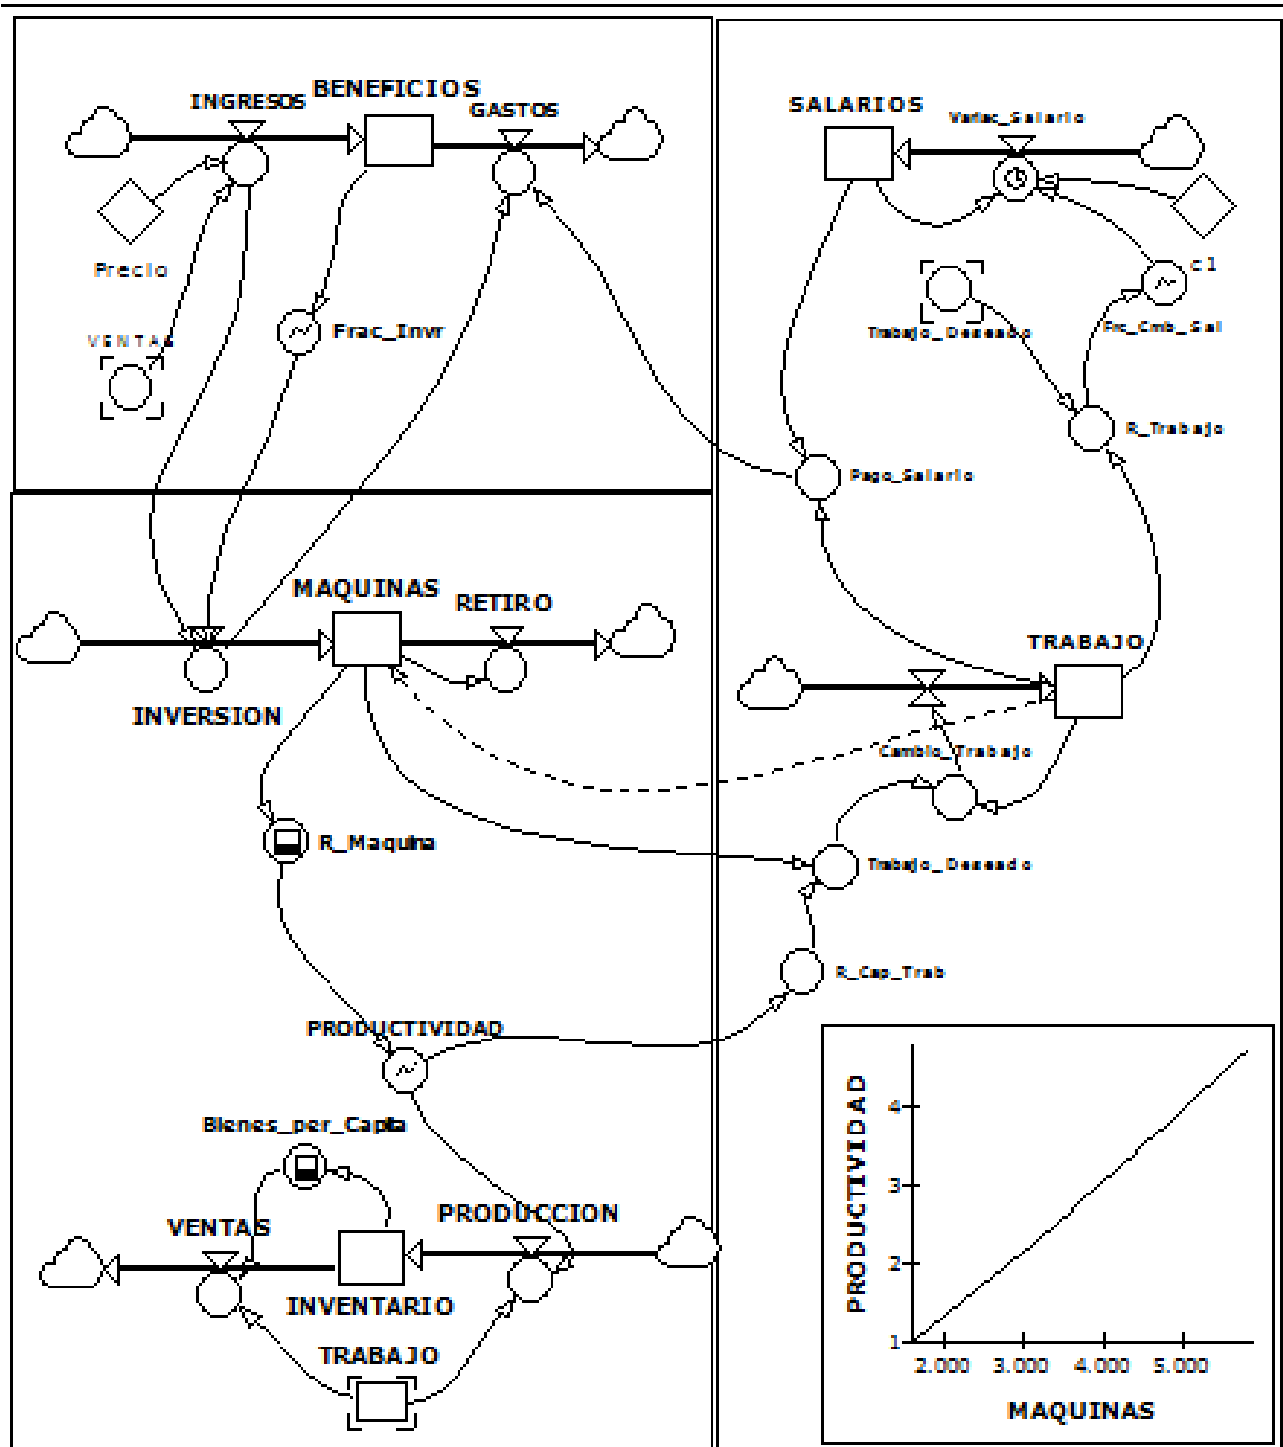 BENEFICIOS
INGRESOS
GASTOS
Precio
VENTAS
Frac_Invr
SALARIOS
Variac_Salario
c1
Trabajo_Deseado
Frc_Cmb_Sal
R_Trabajo
Pago_Salario
MAQUINAS
RETIRO
INVERSION
TRABAJO
Cambio_Trabajo
R_Maquina
Trabajo_Deseado
R_Cap_Trab
PRODUCTIVIDAD
Bienes_per_Capita
VENTAS
PRODUCCION
INVENTARIO
TRABAJO
PRODUCTIVIDAD
4
3
2
1
2.000 3.000 4.000 5.000
MAQUINAS